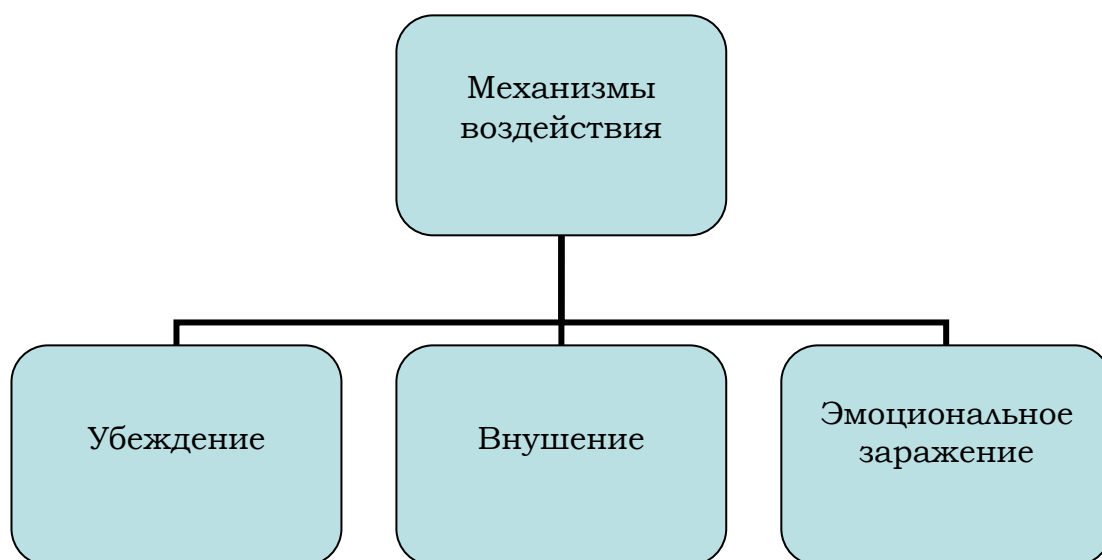 Механизмы
воздействия
Убеждение
Внушение
Эмоциональное
заражение